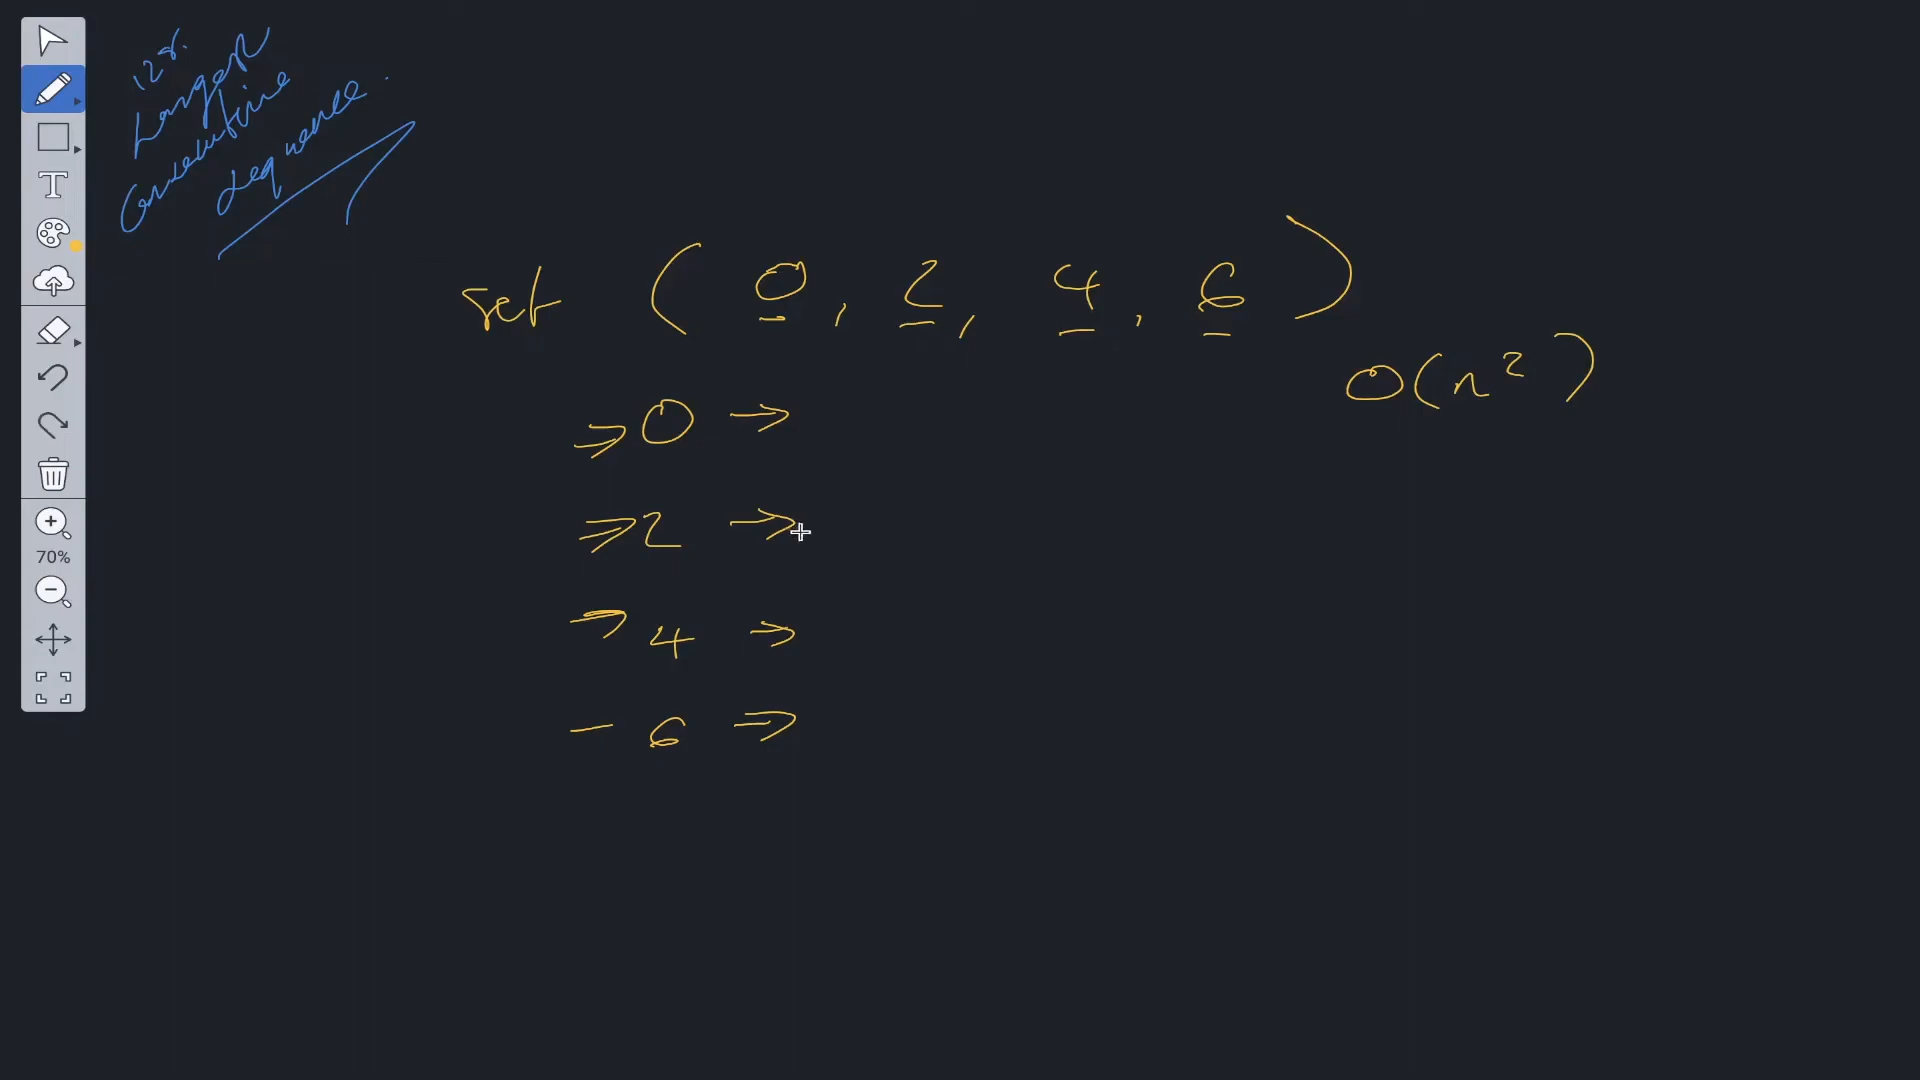 128.
Longest
Consecutive
sequence.
set ( 0, 2, 4, 6 )
O(n²)
⇒ 0 →
⇒ 2 →
→ 4 →
- 6 ⇒
T
70%